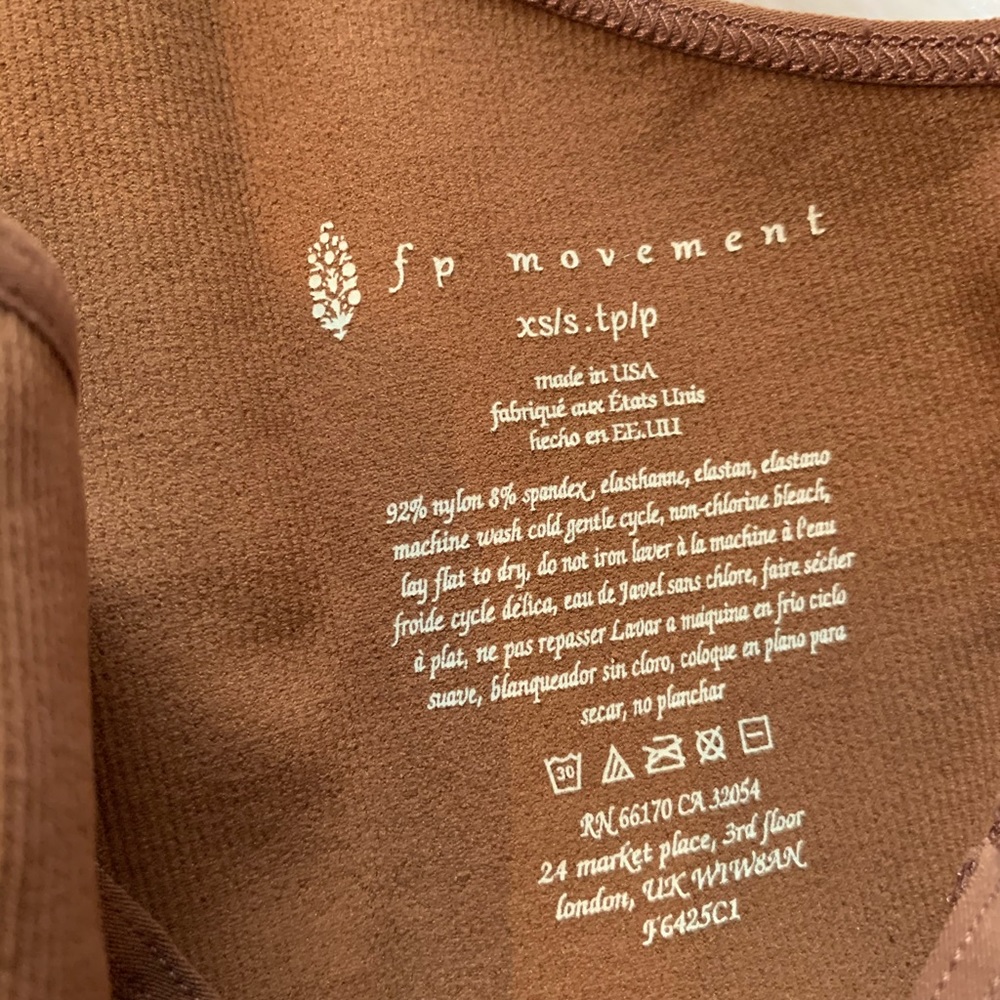 fp movement
xs/s.tp/p
made in USA
fabriqué aux États Unis
hecho en EE.UU
92% nylon 8% spandex, elasthanne, elastan, elastano
machine wash cold gentle cycle, non-chlorine bleach,
lay flat to dry, do not iron laver à la machine à l'eau
froide cycle délica, eau de Javel sans chlore, faire sécher
à plat, ne pas repasser Lavar a máquina en frío ciclo
suave, blanqueador sin cloro, coloque en plano para
secar, no planchar
30
RN 66170 CA 32054
24 market place, 3rd floor
london, UK W1W8AN
F6425C1